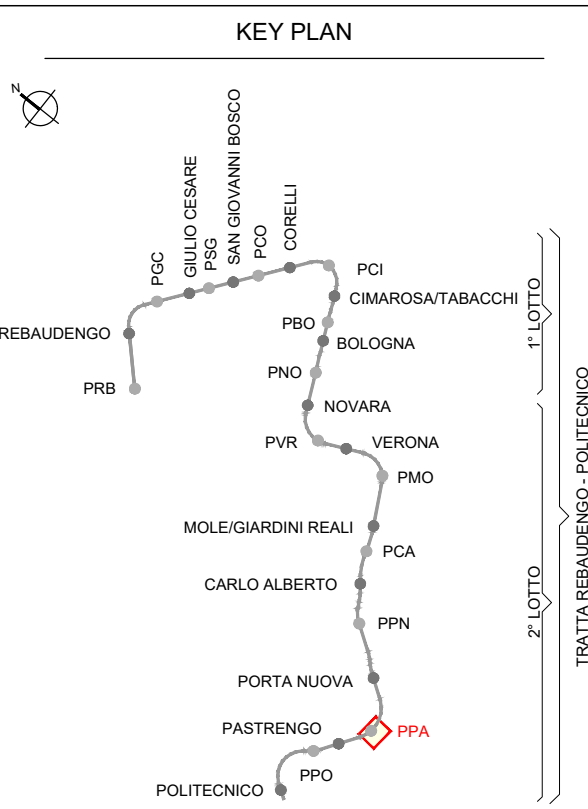 KEY PLAN
N
PGC
GIULIO CESARE
PSG
SAN GIOVANNI BOSCO
PCO
CORELLI
PCI
CIMAROSA/TABACCHI
REBAUDENGO
PBO
BOLOGNA
PRB
PNO
NOVARA
PVR
VERONA
PMO
MOLE/GIARDINI REALI
PCA
CARLO ALBERTO
PPN
PORTA NUOVA
PASTRENGO
PPA
PPO
POLITECNICO
1° LOTTO
2° LOTTO
TRATTA REBAUDENGO - POLITECNICO